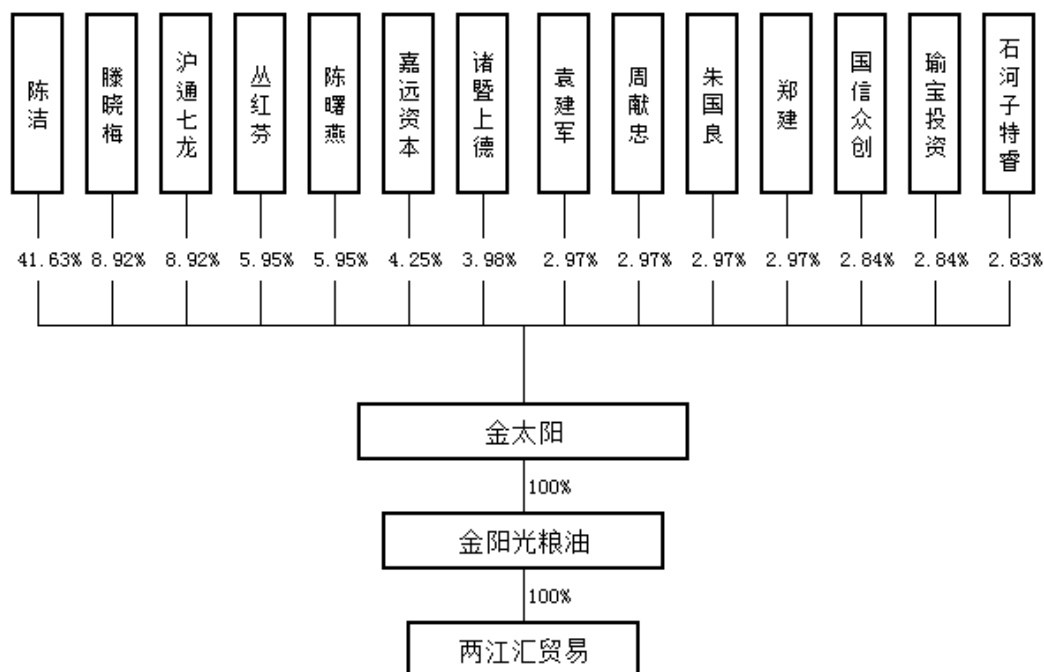 陈洁
滕晓梅
沪通七龙
丛红芬
陈曙燕
嘉远资本
诸暨上德
袁建军
周献忠
朱国良
郑建
国信众创
瑜宝投资
石河子特睿
41.63% 8.92% 8.92% 5.95% 5.95% 4.25% 3.98% 2.97% 2.97% 2.97% 2.97% 2.84% 2.84% 2.83%
金太阳
100%
金阳光粮油
100%
两江汇贸易